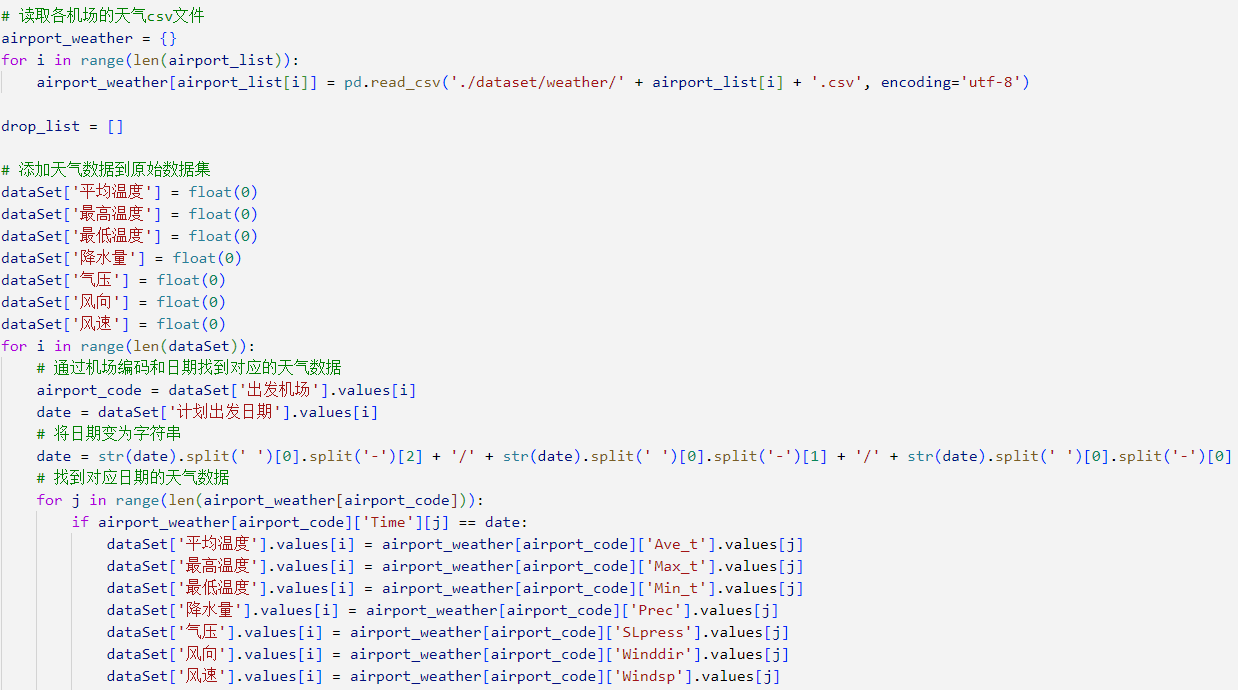 # 读取各机场的天气csv文件
airport_weather = {}
for i in range(len(airport_list)):
    airport_weather[airport_list[i]] = pd.read_csv('./dataset/weather/' + airport_list[i] + '.csv', encoding='utf-8')
drop_list = []
# 添加天气数据到原始数据集
dataSet['平均温度'] = float(0)
dataSet['最高温度'] = float(0)
dataSet['最低温度'] = float(0)
dataSet['降水量'] = float(0)
dataSet['气压'] = float(0)
dataSet['风向'] = float(0)
dataSet['风速'] = float(0)
for i in range(len(dataSet)):
    # 通过机场编码和日期找到对应的天气数据
    airport_code = dataSet['出发机场'].values[i]
    date = dataSet['计划出发日期'].values[i]
    # 将日期变为字符串
    date = str(date).split(' ')[0].split('-')[2] + '/' + str(date).split(' ')[0].split('-')[1] + '/' + str(date).split(' ')[0].split('-')[0]
    # 找到对应日期的天气数据
    for j in range(len(airport_weather[airport_code])):
        if airport_weather[airport_code]['Time'][j] == date:
            dataSet['平均温度'].values[i] = airport_weather[airport_code]['Ave_t'].values[j]
            dataSet['最高温度'].values[i] = airport_weather[airport_code]['Max_t'].values[j]
            dataSet['最低温度'].values[i] = airport_weather[airport_code]['Min_t'].values[j]
            dataSet['降水量'].values[i] = airport_weather[airport_code]['Prec'].values[j]
            dataSet['气压'].values[i] = airport_weather[airport_code]['SLpress'].values[j]
            dataSet['风向'].values[i] = airport_weather[airport_code]['Winddir'].values[j]
            dataSet['风速'].values[i] = airport_weather[airport_code]['Windsp'].values[j]